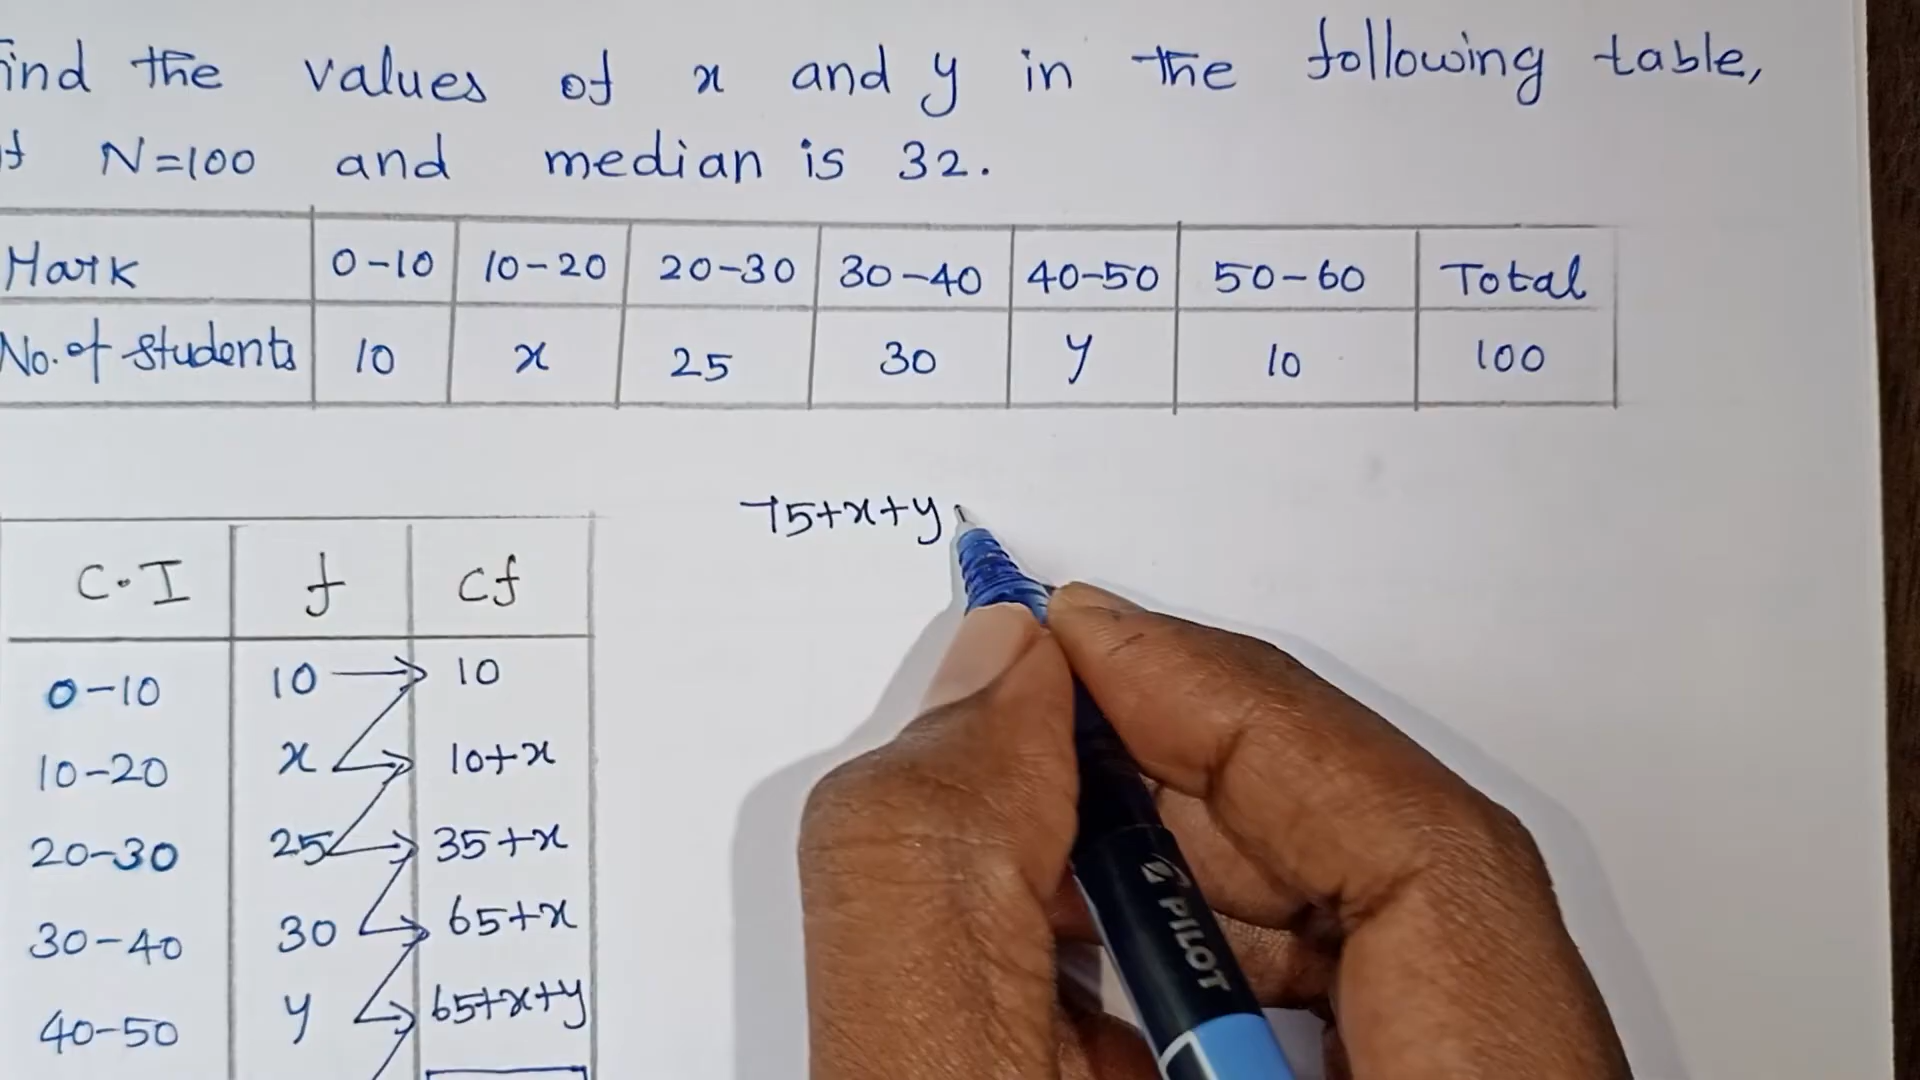 ind the values of x and y in the following table,
f N=100 and median is 32.
Mark 0-10 10-20 20-30 30-40 40-50 50-60 Total
No. of students 10 x 25 30 y 10 100
75+x+y
C.I f Cf
0-10 10 10
10-20 x 10+x
20-30 25 35+x
30-40 30 65+x
40-50 y 65+x+y
PILOT